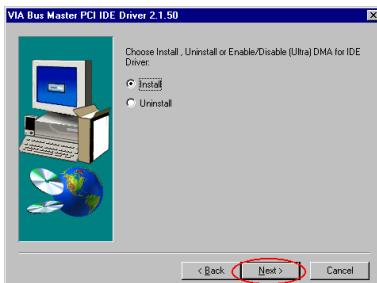 VIA Bus Master PCI IDE Driver 2.1.50
Choose Install , Uninstall or Enable/Disable (Ultra) DMA for IDE
Driver:
Install
Uninstall
< Back
Next >
Cancel